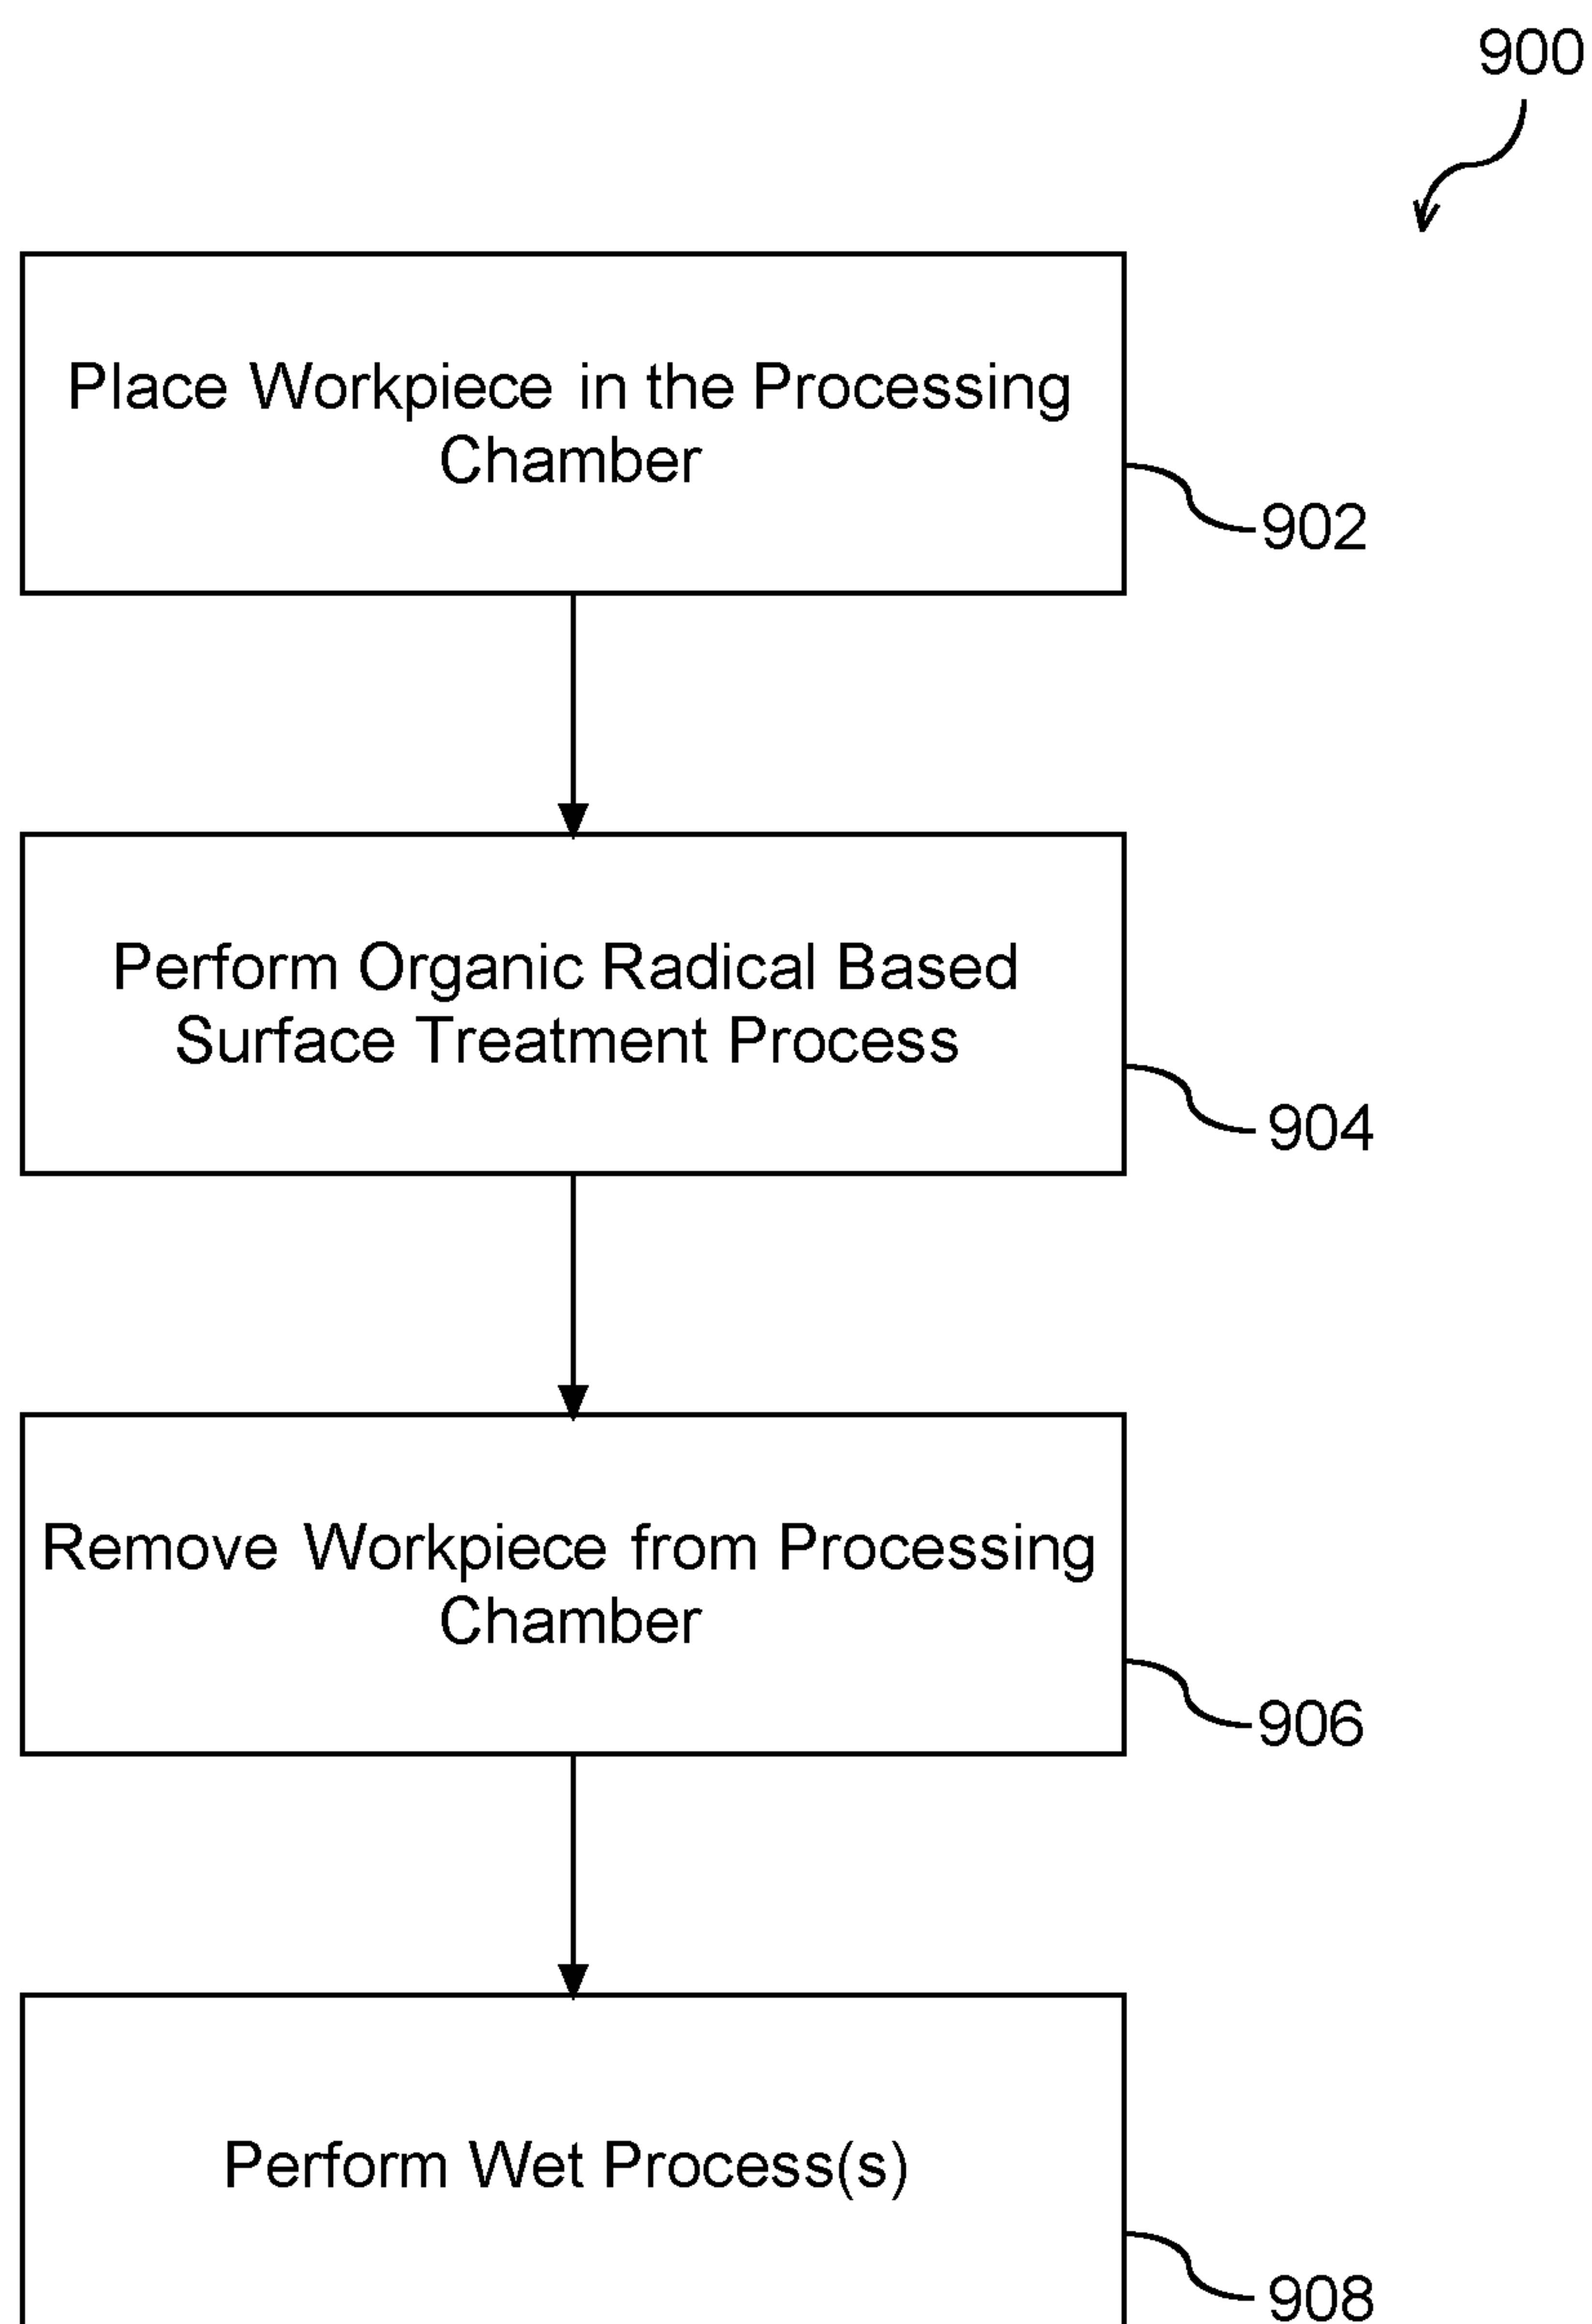 900
Place Workpiece in the Processing
Chamber
902
Perform Organic Radical Based
Surface Treatment Process
904
Remove Workpiece from Processing
Chamber
906
Perform Wet Process(s)
908